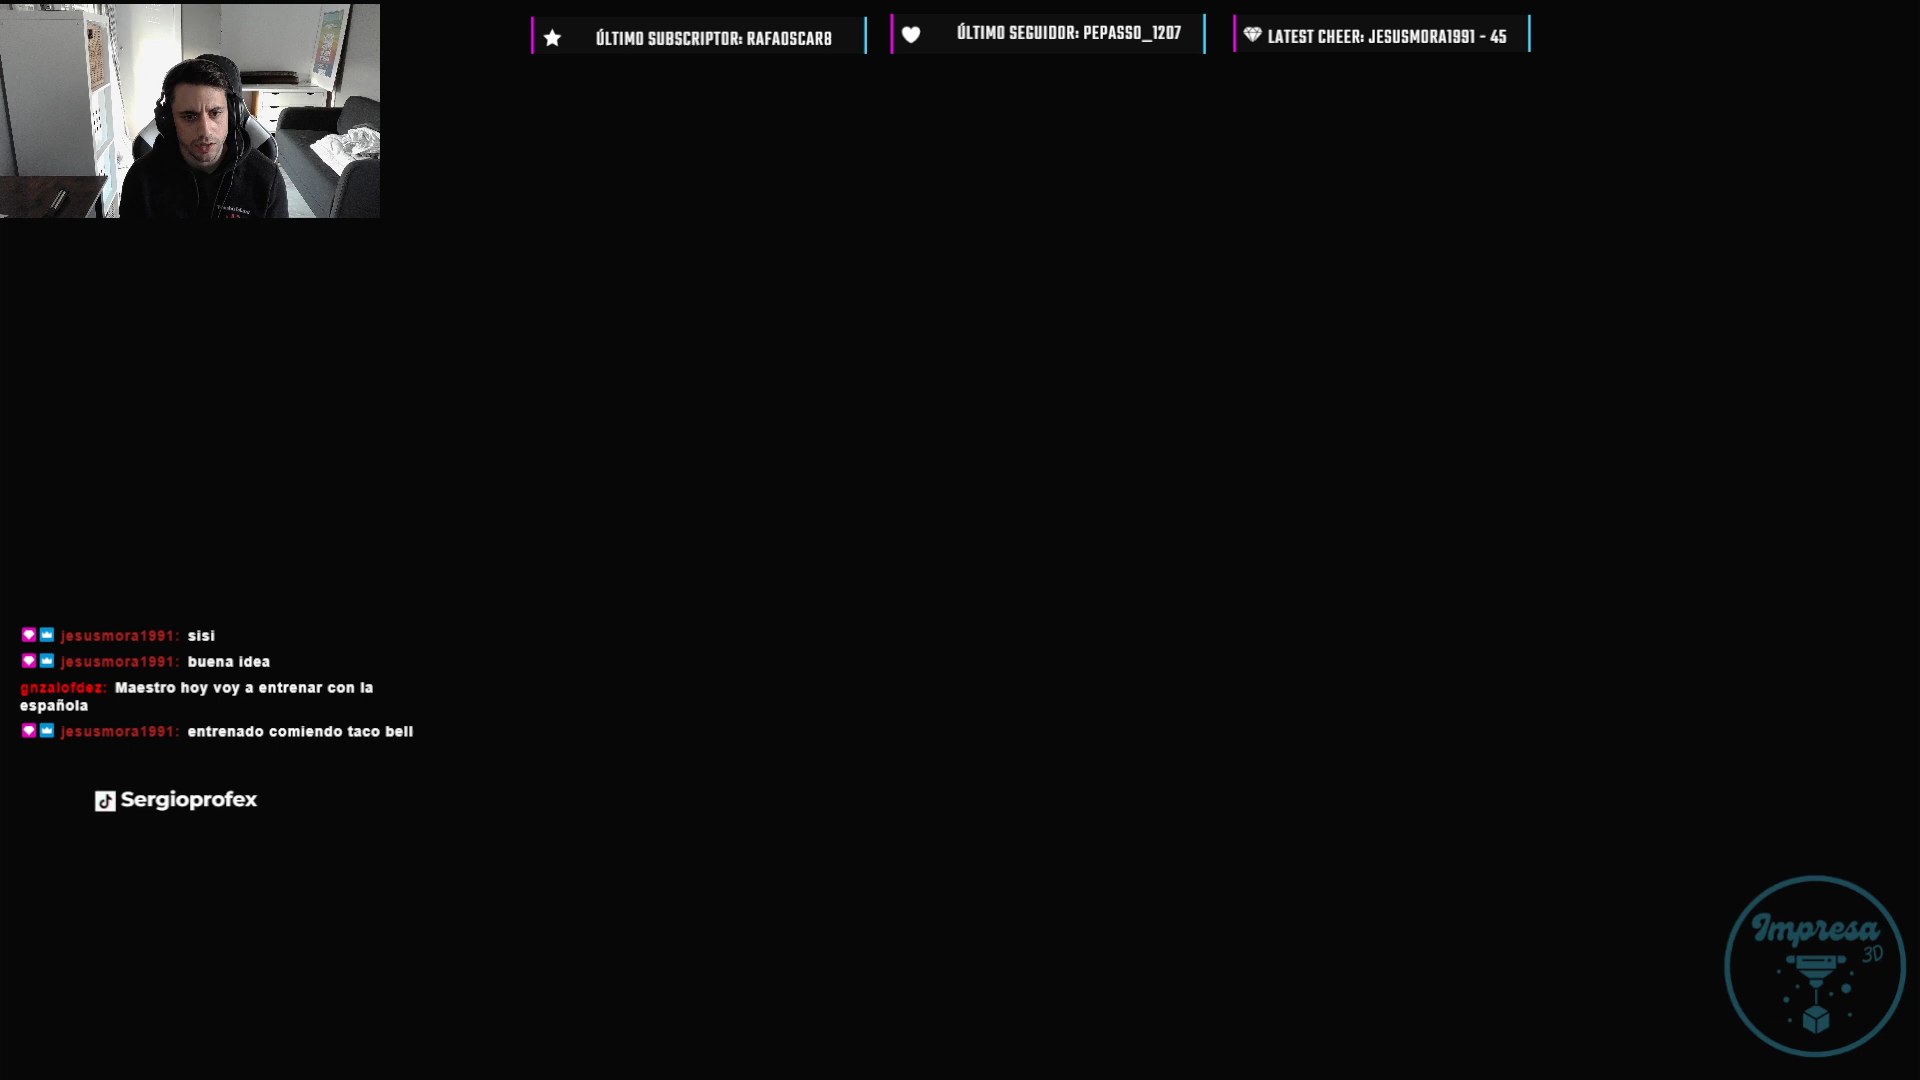 ÚLTIMO SUBSCRIPTOR: RAFAOSCAR8
ÚLTIMO SEGUIDOR: PEPASSO_1207
LATEST CHEER: JESUSMORA1991 - 45
jesusmora1991: sisi
jesusmora1991: buena idea
gnzalofdez: Maestro hoy voy a entrenar con la
española
jesusmora1991: entrenado comiendo taco bell
Sergioprofex
Impresa
3D